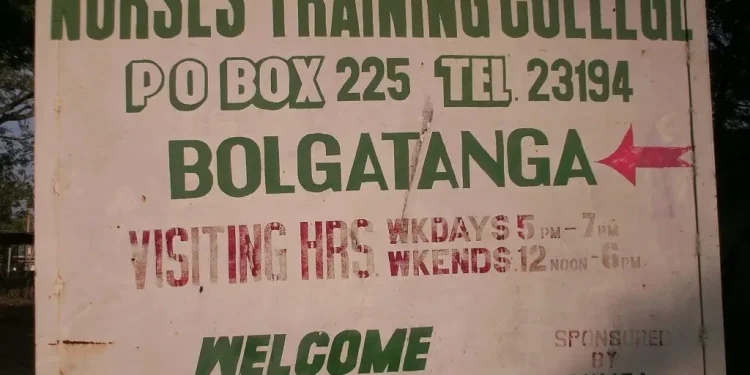 NURSES TRAINING COLLEGE
P O BOX 225 TEL. 23194
BOLGATANGA
VISITING HRS. WKDAYS 5 PM - 7 PM
WKENDS. 12 NOON - 6 PM.
WELCOME
SPONSORED
BY